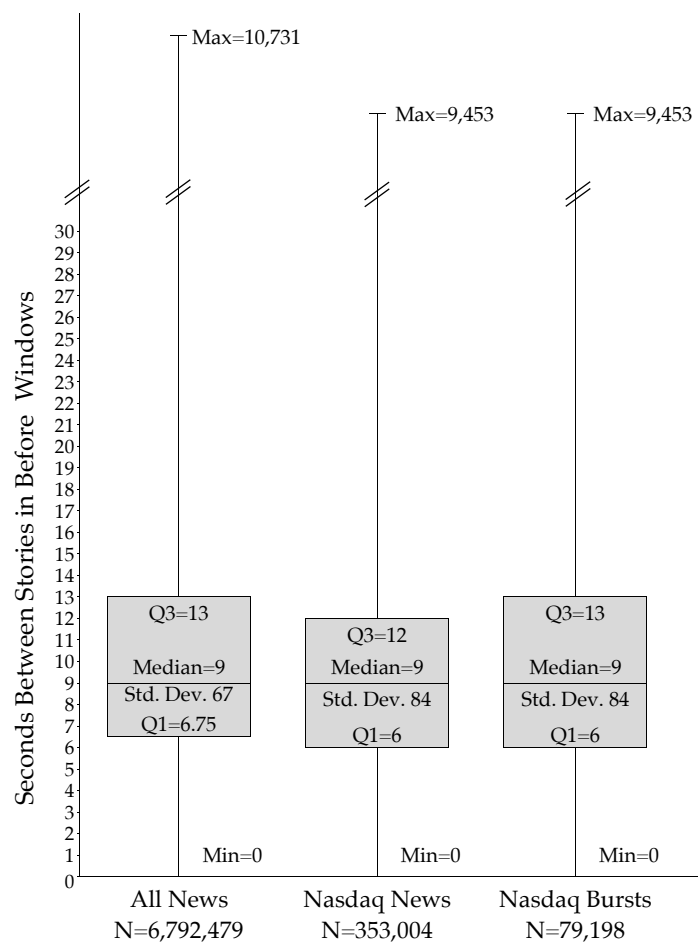 Max=10,731
Max=9,453
Max=9,453
Seconds Between Stories in Before Windows
30
29
28
27
26
25
24
23
22
21
20
19
18
17
16
15
14
13
12
11
10
9
8
7
6
5
4
3
2
1
0
Q3=13
Median=9
Std. Dev. 67
Q1=6.75
Min=0
Q3=12
Median=9
Std. Dev. 84
Q1=6
Min=0
Q3=13
Median=9
Std. Dev. 84
Q1=6
Min=0
All News
N=6,792,479
Nasdaq News
N=353,004
Nasdaq Bursts
N=79,198